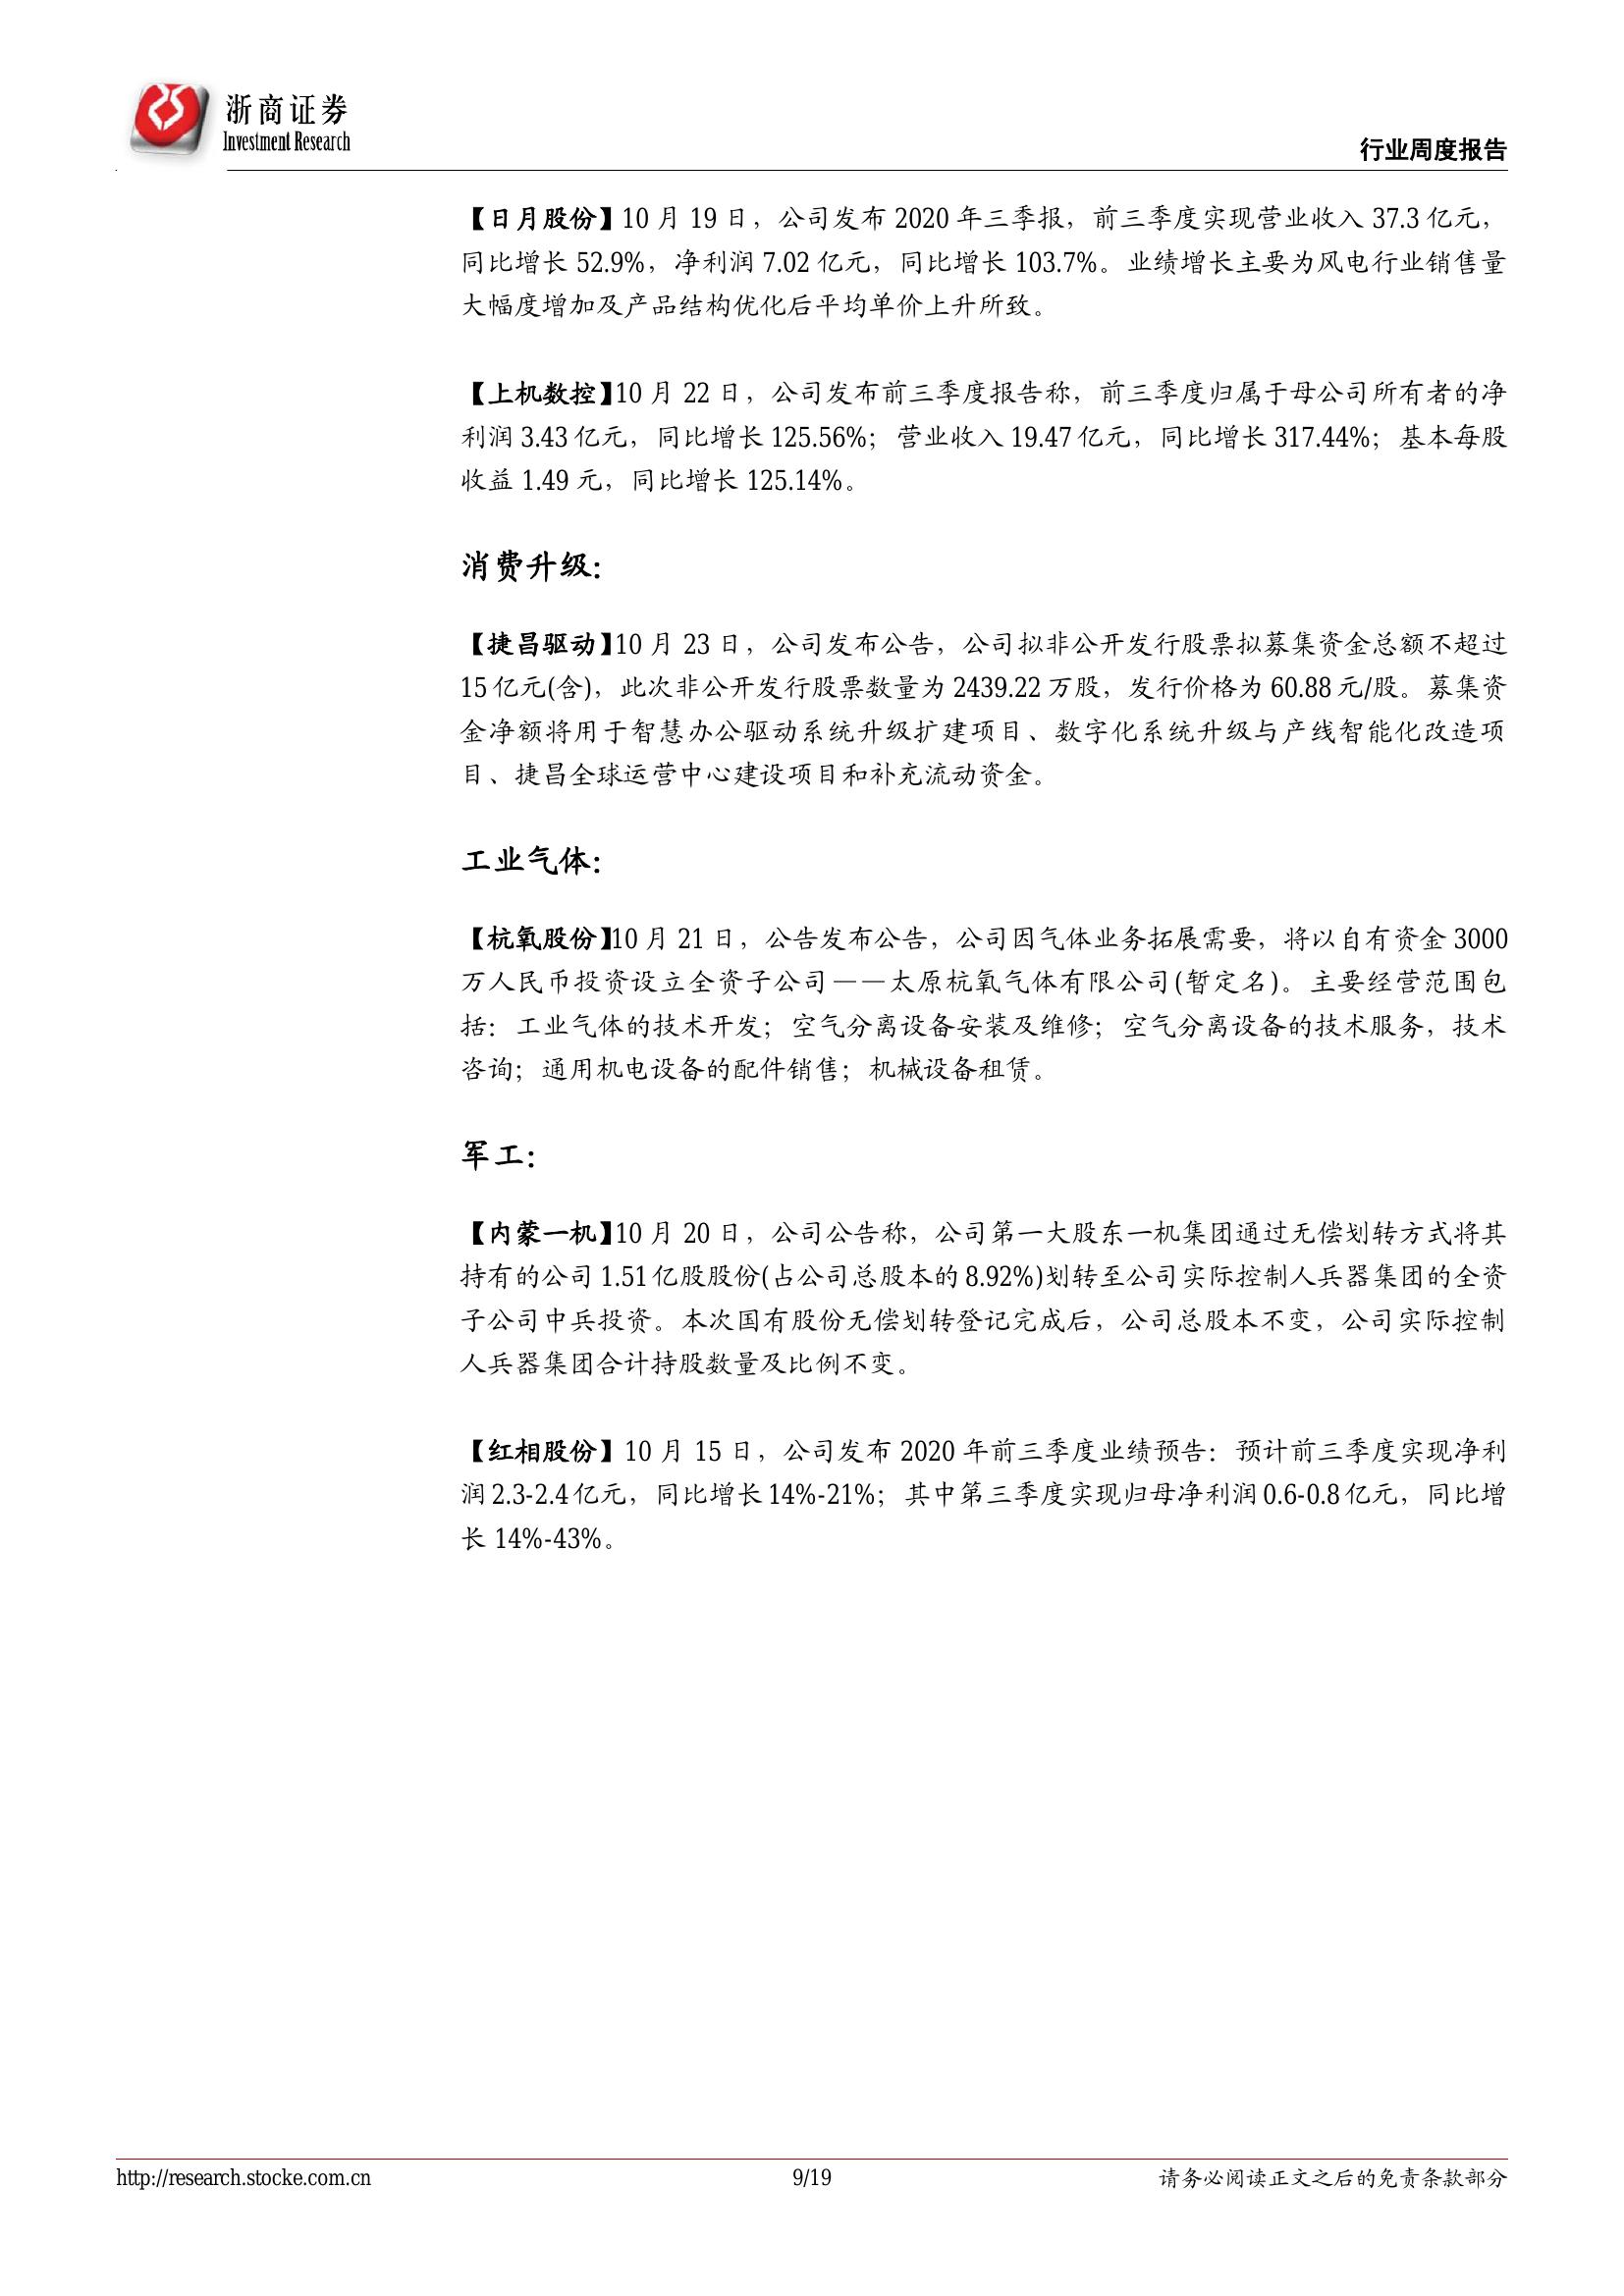 浙商证券
Investment Research
行业周度报告
【日月股份】10 月 19 日，公司发布 2020 年三季报，前三季度实现营业收入 37.3 亿元，
同比增长 52.9%，净利润 7.02 亿元，同比增长 103.7%。业绩增长主要为风电行业销售量
大幅度增加及产品结构优化后平均单价上升所致。
【上机数控】10 月 22 日，公司发布前三季度报告称，前三季度归属于母公司所有者的净
利润 3.43 亿元，同比增长 125.56%；营业收入 19.47 亿元，同比增长 317.44%；基本每股
收益 1.49 元，同比增长 125.14%。
消费升级：
【捷昌驱动】10 月 23 日，公司发布公告，公司拟非公开发行股票拟募集资金总额不超过
15 亿元(含)，此次非公开发行股票数量为 2439.22 万股，发行价格为 60.88 元/股。募集资
金净额将用于智慧办公驱动系统升级扩建项目、数字化系统升级与产线智能化改造项
目、捷昌全球运营中心建设项目和补充流动资金。
工业气体：
【杭氧股份】10 月 21 日，公告发布公告，公司因气体业务拓展需要，将以自有资金 3000
万人民币投资设立全资子公司——太原杭氧气体有限公司(暂定名)。主要经营范围包
括：工业气体的技术开发；空气分离设备安装及维修；空气分离设备的技术服务，技术
咨询；通用机电设备的配件销售；机械设备租赁。
军工：
【内蒙一机】10 月 20 日，公司公告称，公司第一大股东一机集团通过无偿划转方式将其
持有的公司 1.51 亿股股份(占公司总股本的 8.92%)划转至公司实际控制人兵器集团的全资
子公司中兵投资。本次国有股份无偿划转登记完成后，公司总股本不变，公司实际控制
人兵器集团合计持股数量及比例不变。
【红相股份】10 月 15 日，公司发布 2020 年前三季度业绩预告：预计前三季度实现净利
润 2.3-2.4 亿元，同比增长 14%-21%；其中第三季度实现归母净利润 0.6-0.8 亿元，同比增
长 14%-43%。
http://research.stocke.com.cn
9/19
请务必阅读正文之后的免责条款部分